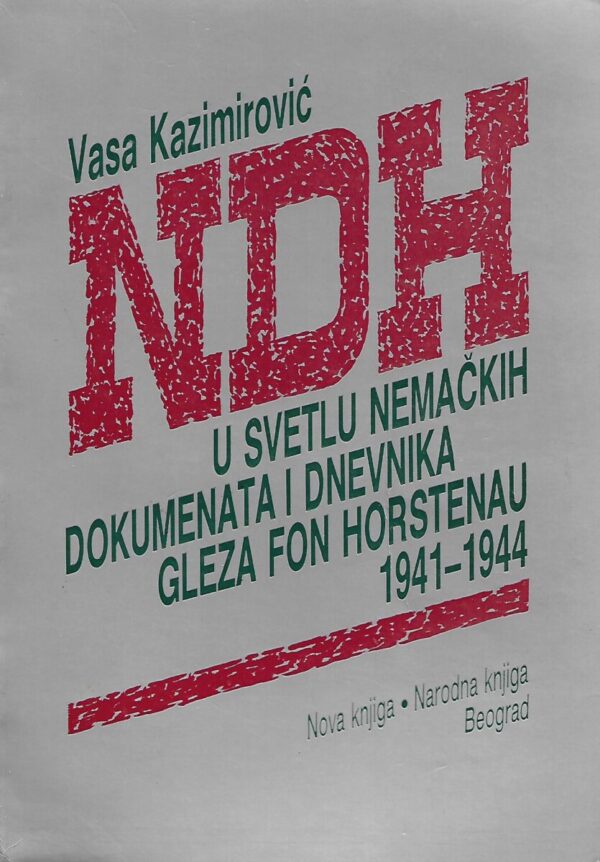 Vasa Kazimirović
NDH
U SVETLU NEMAČKIH
DOKUMENATA I DNEVNIKA
GLEZA FON HORSTENAU
1941–1944
Nova knjiga • Narodna knjiga
Beograd